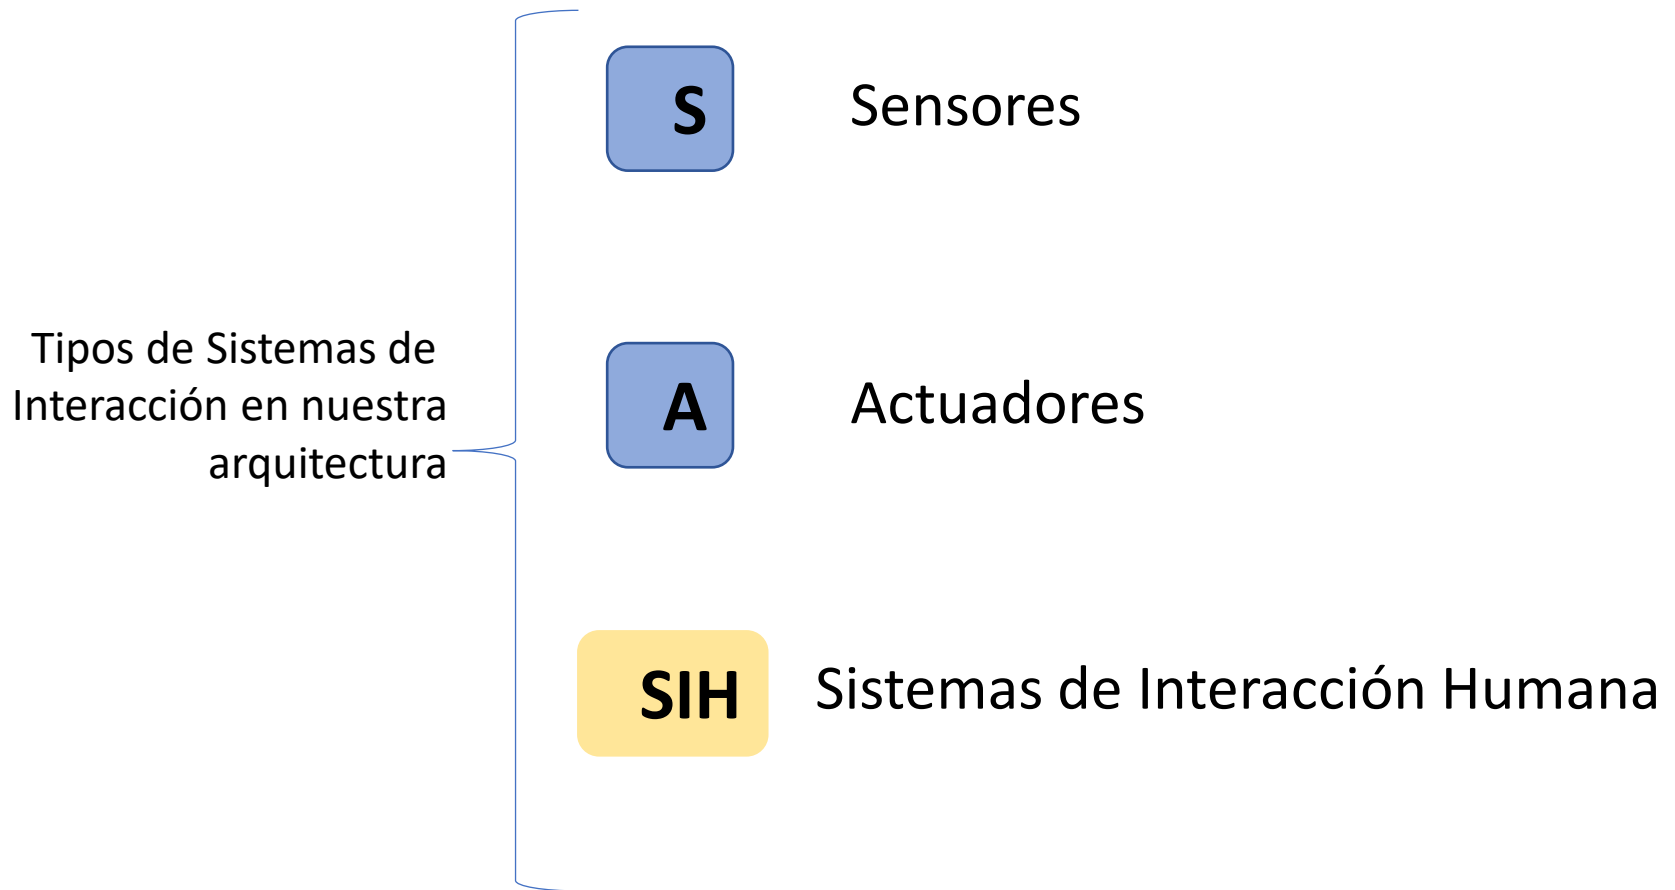 S
Sensores
Tipos de Sistemas de
Interacción en nuestra
arquitectura
A
Actuadores
SIH
Sistemas de Interacción Humana